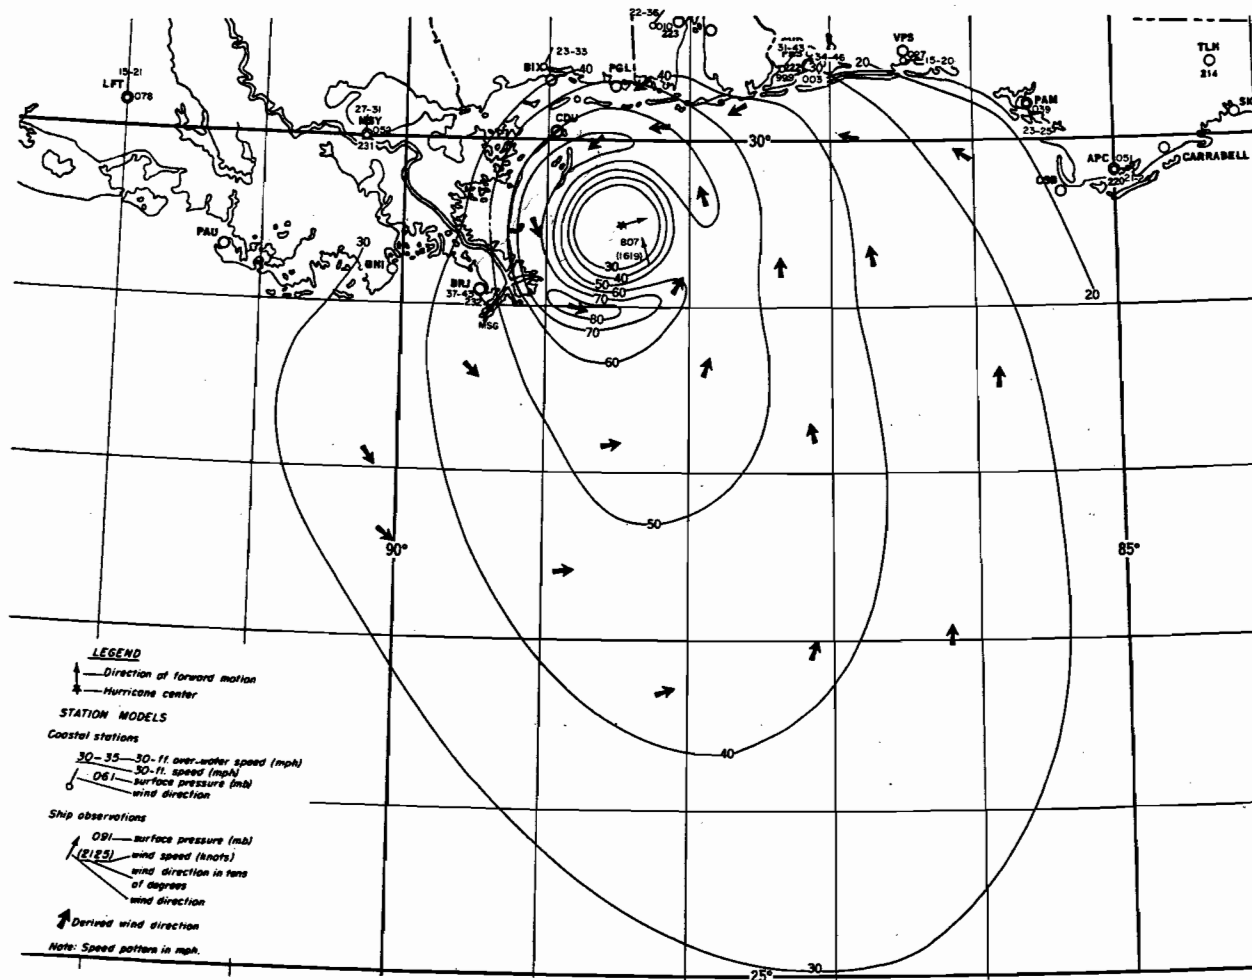 22-36
010
223
VPS
027
15-20
TLH
214
31-43
34-46
999
003
20
30
23-33
BIX
40
PGL
40
15-21
LFT
078
27-31
MSY
052
231
CDU
30°
PAM
039
23-25
CARRABELL
APC
051
220
PAU
30
GNI
BRJ
37-43
232
MSG
807
(1619)
30
40
50
60
70
80
70
60
20
50
90°
85°
40
30
25°
LEGEND
Direction of forward motion
Hurricane center
STATION MODELS
Coastal stations
30-35 30-ft. over-water speed (mph)
30-ft. speed (mph)
061 surface pressure (mb)
wind direction
Ship observations
091 surface pressure (mb)
(2125) wind speed (knots)
wind direction in tens
of degrees
wind direction
Derived wind direction
Note: Speed pattern in mph.